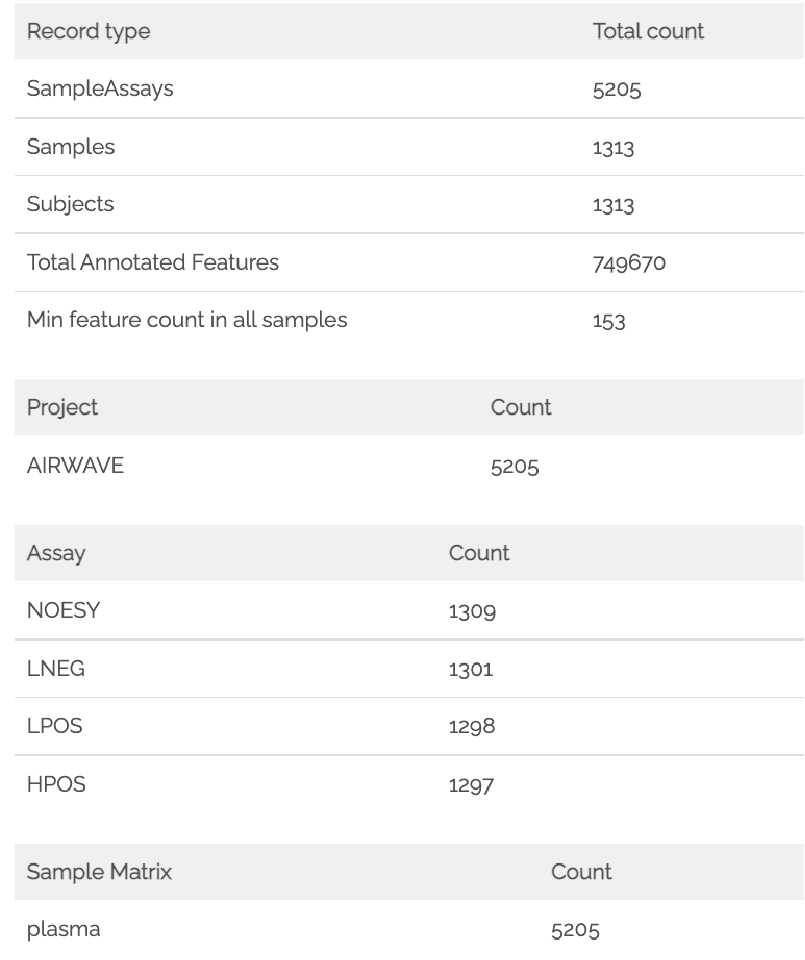 Record type Total count
SampleAssays 5205
Samples 1313
Subjects 1313
Total Annotated Features 749670
Min feature count in all samples 153
Project Count
AIRWAVE 5205
Assay Count
NOESY 1309
LNEG 1301
LPOS 1298
HPOS 1297
Sample Matrix Count
plasma 5205